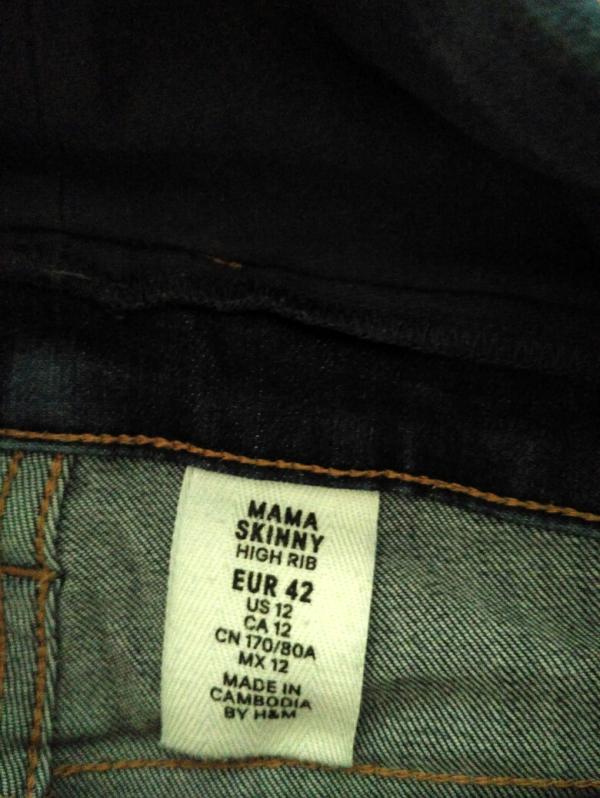 MAMA
SKINNY
HIGH RIB
EUR 42
US 12
CA 12
CN 170/80A
MX 12
MADE IN
CAMBODIA
BY H&M